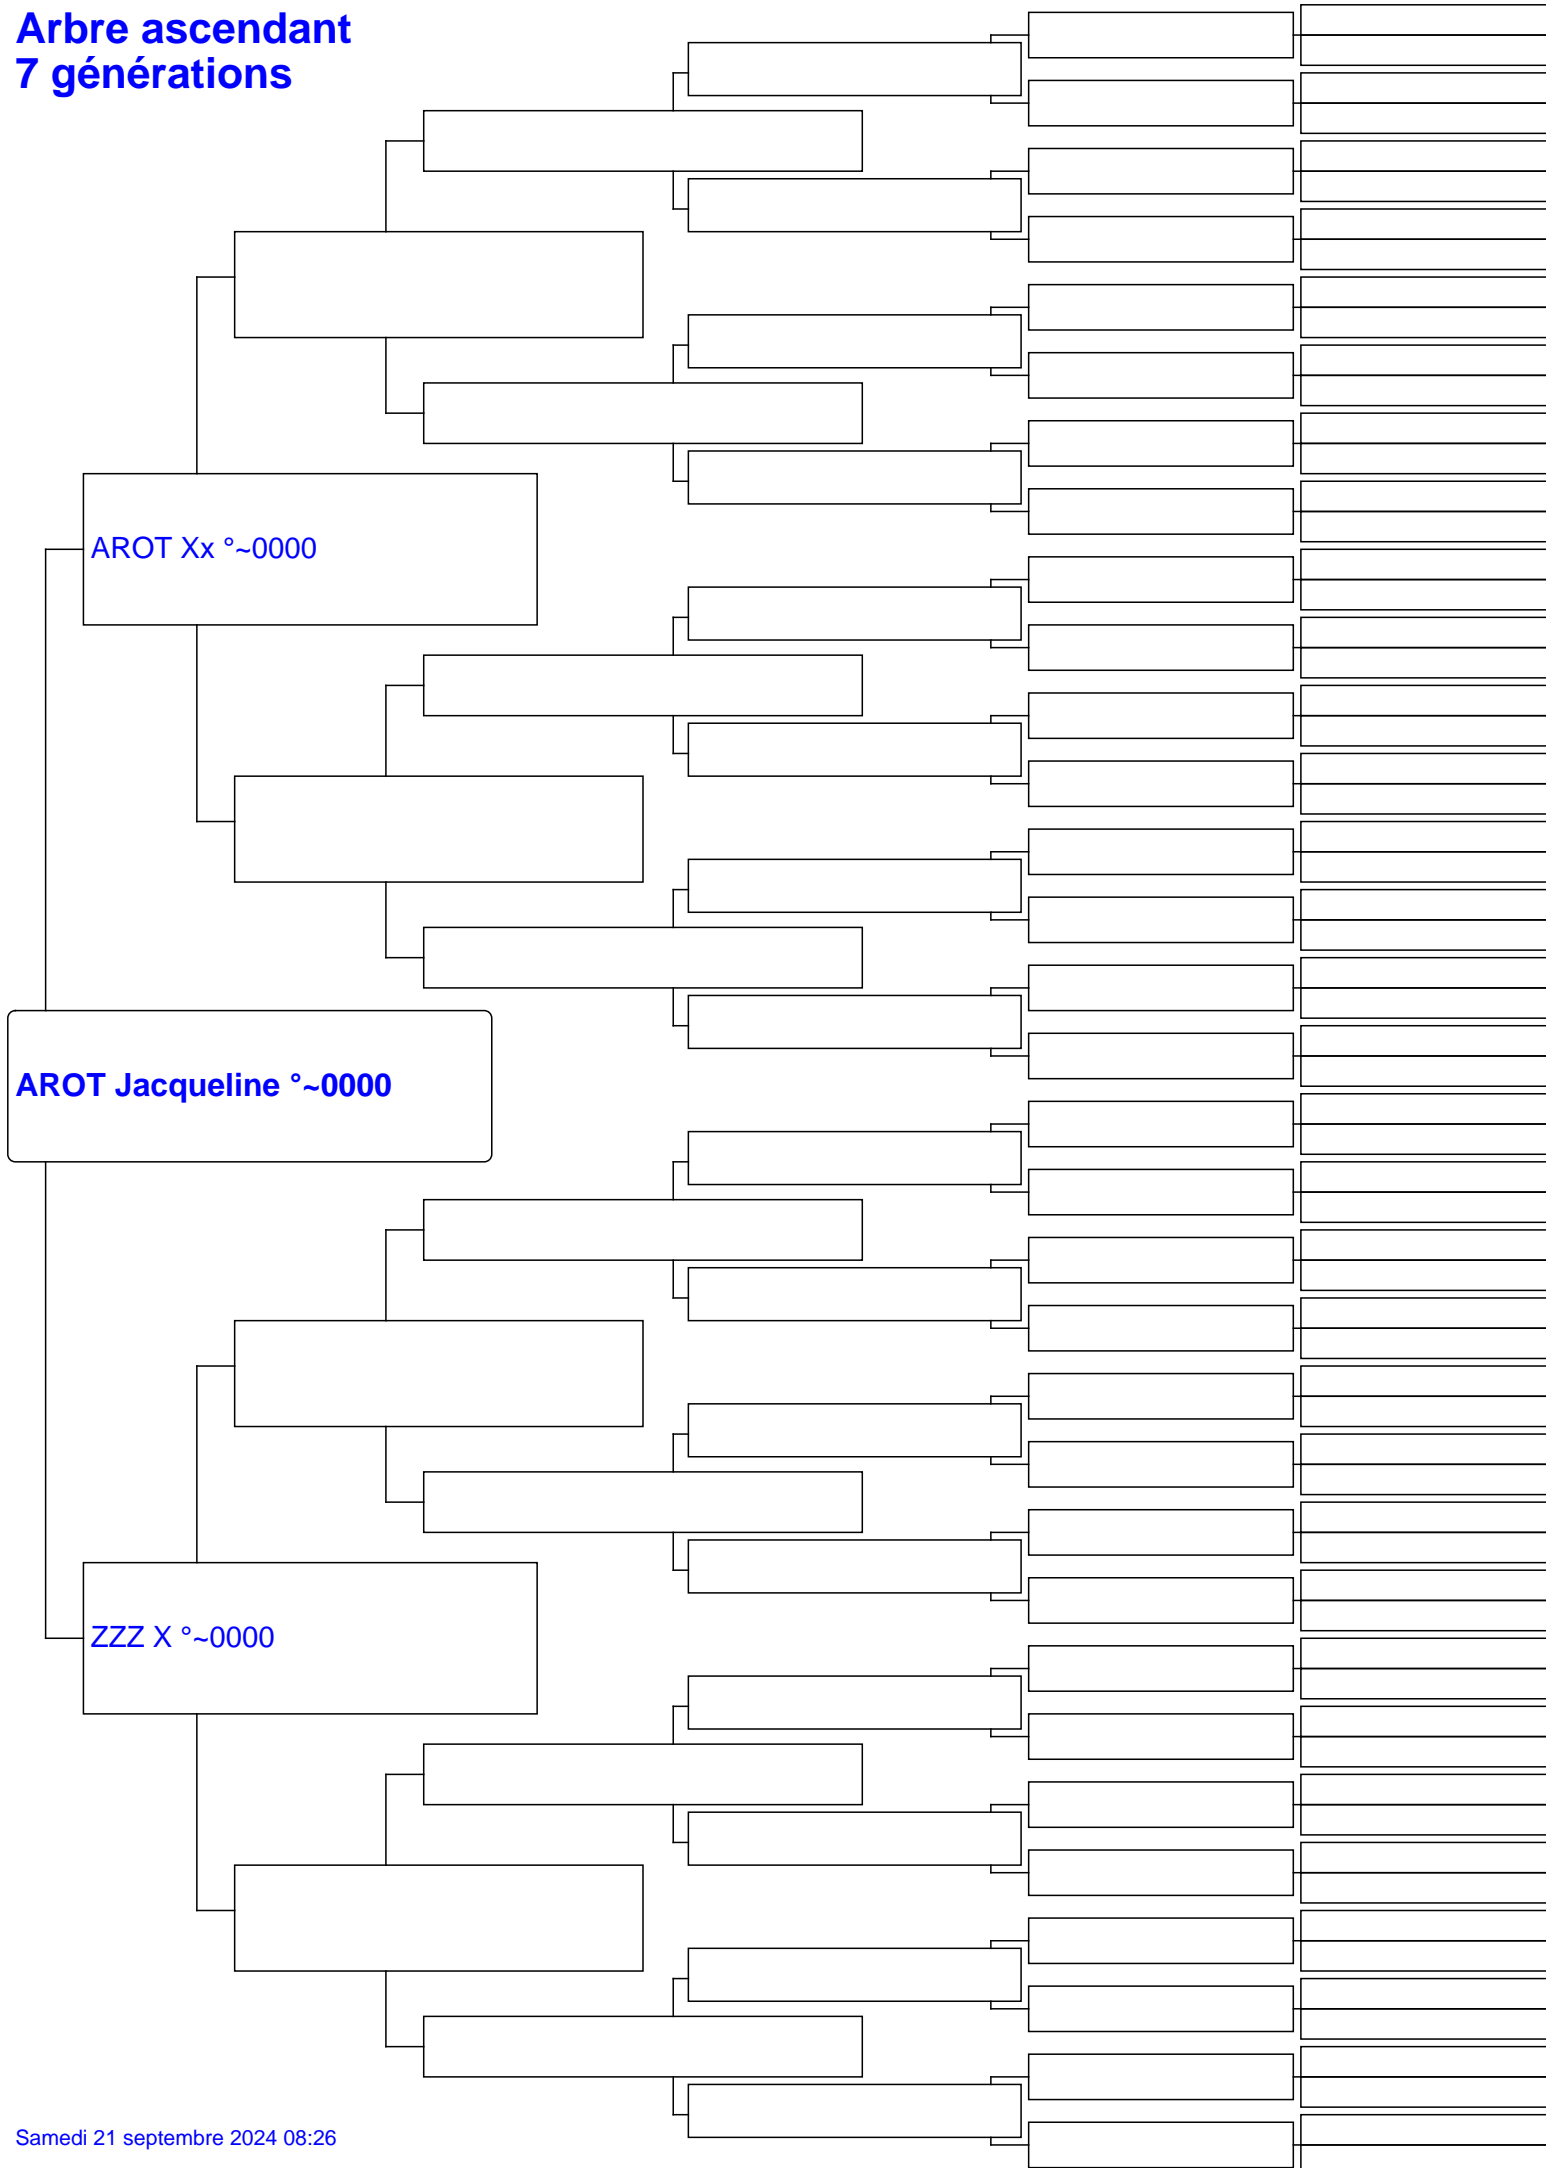 Arbre ascendant
7 générations
AROT Xx °~0000
AROT Jacqueline °~0000
ZZZ X °~0000
Samedi 21 septembre 2024 08:26